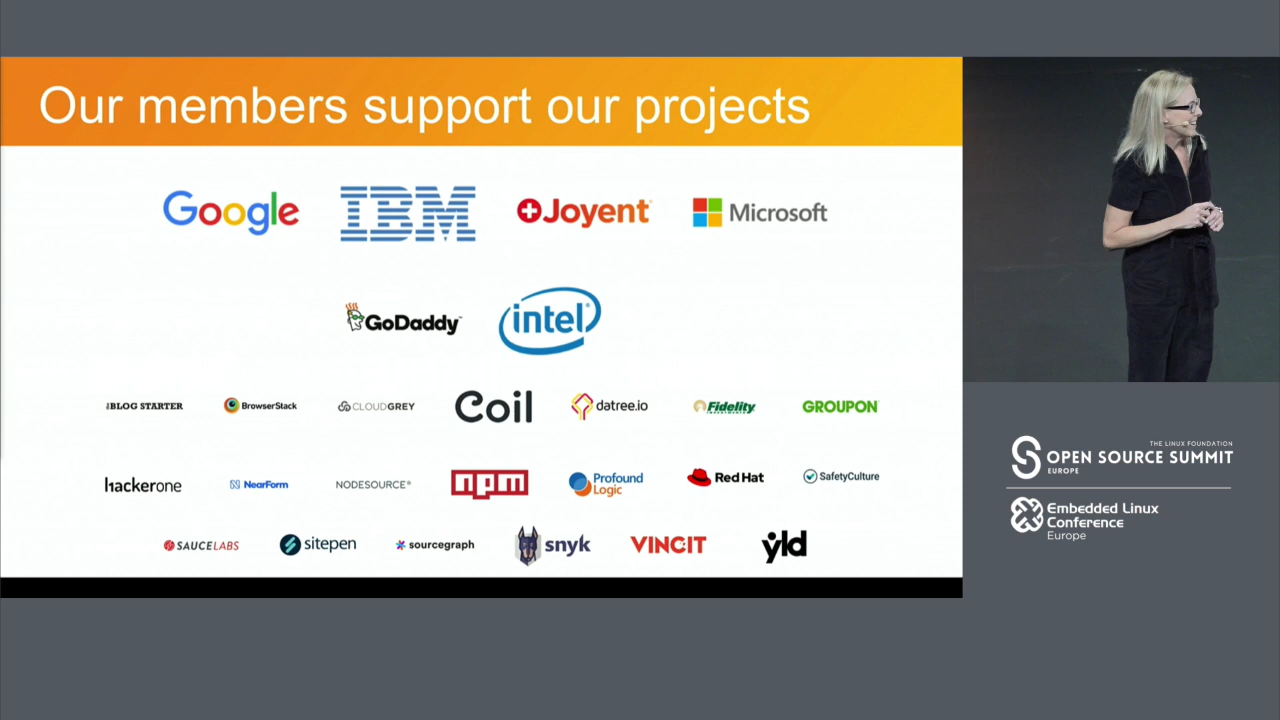 Our members support our projects
Google IBM Joyent Microsoft
GoDaddy intel
THE BLOG STARTER BrowserStack CLOUDGREY Coil datree.io Fidelity INVESTMENTS GROUPON
hackerone NearForm NODESOURCE® npm Profound Logic Red Hat SafetyCulture
SAUCELABS sitepen sourcegraph snyk VINCIT yld
THE LINUX FOUNDATION
OPEN SOURCE SUMMIT
EUROPE
Embedded Linux
Conference
Europe